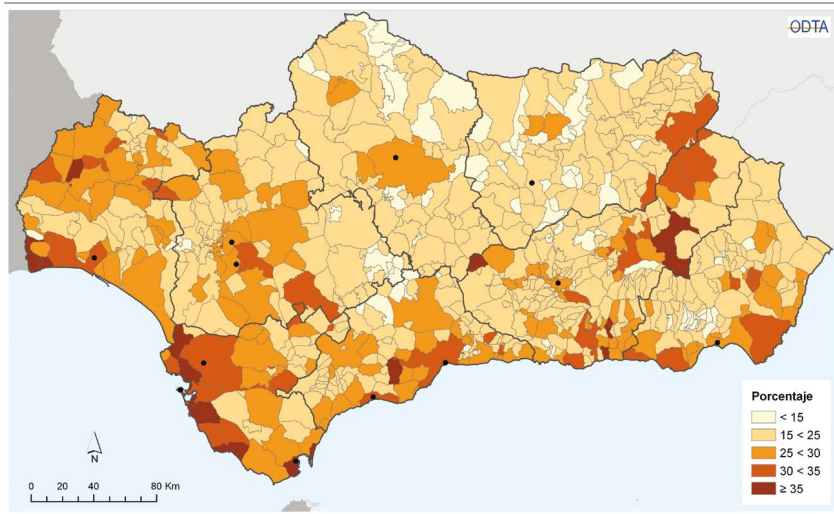 ODTA
Porcentaje
< 15
15 < 25
25 < 30
30 < 35
≥ 35
N
0 20 40 80 Km